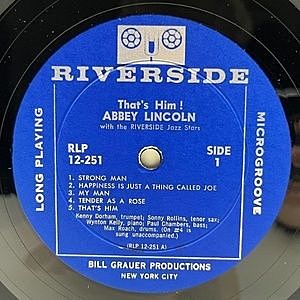 RIVERSIDE
LONG PLAYING
MICROGROOVE
That's Him!
ABBEY LINCOLN
with the RIVERSIDE Jazz Stars
RLP
12-251
SIDE
1
1 STRONG MAN
2 HAPPINESS IS JUST A THING CALLED JOE
3 MY MAN
4 TENDER AS A ROSE
5 THAT'S HIM
Kenny Dorham, trumpet; Sonny Rollins, tenor sax;
Wynton Kelly, piano; Paul Chambers, bass;
Max Roach, drums. (On #4 is
sung unaccompanied.)
(RLP 12-251 A)
BILL GRAUER PRODUCTIONS
NEW YORK CITY